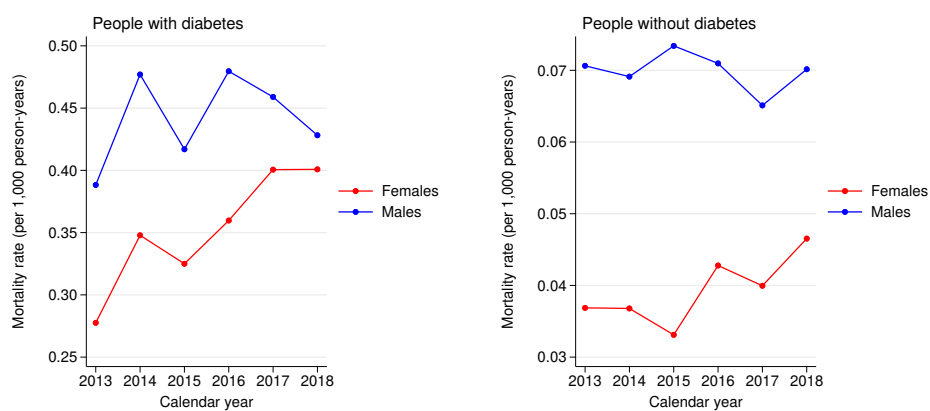 People with diabetes
Mortality rate (per 1,000 person-years)
0.50
0.45
0.40
0.35
0.30
0.25
2013 2014 2015 2016 2017 2018
Calendar year
Females
Males
People without diabetes
Mortality rate (per 1,000 person-years)
0.07
0.06
0.05
0.04
0.03
2013 2014 2015 2016 2017 2018
Calendar year
Females
Males